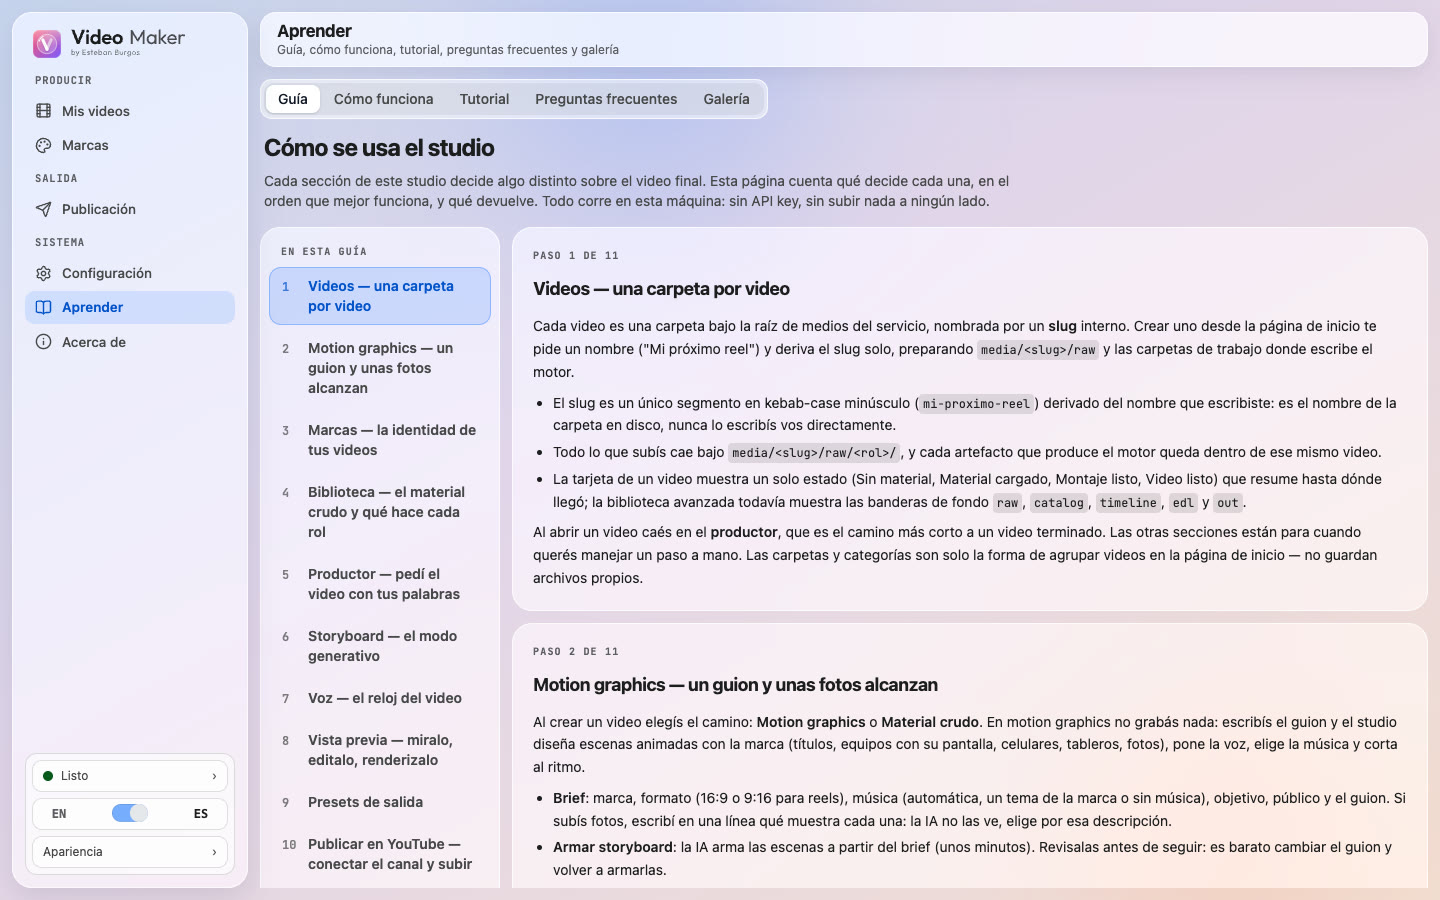 Video Maker
by Esteban Burgos
PRODUCIR
Mis videos
Marcas
SALIDA
Publicación
SISTEMA
Configuración
Aprender
Acerca de
Listo
EN ES
Apariencia
Aprender
Guía, cómo funciona, tutorial, preguntas frecuentes y galería
Guía Cómo funciona Tutorial Preguntas frecuentes Galería
Cómo se usa el studio
Cada sección de este studio decide algo distinto sobre el video final. Esta página cuenta qué decide cada una, en el
orden que mejor funciona, y qué devuelve. Todo corre en esta máquina: sin API key, sin subir nada a ningún lado.
EN ESTA GUÍA
1 Videos — una carpeta
por video
2 Motion graphics — un
guion y unas fotos
alcanzan
3 Marcas — la identidad de
tus videos
4 Biblioteca — el material
crudo y qué hace cada
rol
5 Productor — pedí el
video con tus palabras
6 Storyboard — el modo
generativo
7 Voz — el reloj del video
8 Vista previa — miralo,
editalo, renderizalo
9 Presets de salida
10 Publicar en YouTube —
conectar el canal y subir
PASO 1 DE 11
Videos — una carpeta por video
Cada video es una carpeta bajo la raíz de medios del servicio, nombrada por un slug interno. Crear uno desde la página de inicio te
pide un nombre ("Mi próximo reel") y deriva el slug solo, preparando media/<slug>/raw y las carpetas de trabajo donde escribe el
motor.
• El slug es un único segmento en kebab-case minúsculo (mi-proximo-reel) derivado del nombre que escribiste: es el nombre de la
carpeta en disco, nunca lo escribís vos directamente.
• Todo lo que subís cae bajo media/<slug>/raw/<rol>/, y cada artefacto que produce el motor queda dentro de ese mismo video.
• La tarjeta de un video muestra un solo estado (Sin material, Material cargado, Montaje listo, Video listo) que resume hasta dónde
llegó; la biblioteca avanzada todavía muestra las banderas de fondo raw, catalog, timeline, edl y out.
Al abrir un video caés en el productor, que es el camino más corto a un video terminado. Las otras secciones están para cuando
querés manejar un paso a mano. Las carpetas y categorías son solo la forma de agrupar videos en la página de inicio — no guardan
archivos propios.
PASO 2 DE 11
Motion graphics — un guion y unas fotos alcanzan
Al crear un video elegís el camino: Motion graphics o Material crudo. En motion graphics no grabás nada: escribís el guion y el studio
diseña escenas animadas con la marca (títulos, equipos con su pantalla, celulares, tableros, fotos), pone la voz, elige la música y corta
al ritmo.
• Brief: marca, formato (16:9 o 9:16 para reels), música (automática, un tema de la marca o sin música), objetivo, público y el guion. Si
subís fotos, escribí en una línea qué muestra cada una: la IA no las ve, elige por esa descripción.
• Armar storyboard: la IA arma las escenas a partir del brief (unos minutos). Revisalas antes de seguir: es barato cambiar el guion y
volver a armarlas.